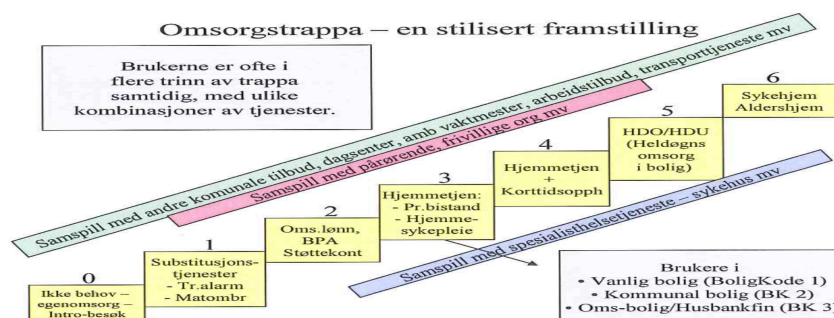 Omsorgstrappa – en stilisert framstilling
Brukerne er ofte i
flere trinn av trappa
samtidig, med ulike
kombinasjoner av tjenester.
Samspill med andre komunale tilbud, dagsenter, amb vaktmester, arbeidstilbud, transporttjeneste mv
Samspill med pårørende, frivillige org mv
0
Ikke behov –
egenomsorg –
Intro-besøk
1
Substitusjons-
tjenester
- Tr.alarm
- Matombr
2
Oms.lønn,
BPA
Støttekont
3
Hjemmetjen:
- Pr.bistand
- Hjemme-
sykepleie
4
Hjemmetjen
+
Korttidsopph
5
HDO/HDU
(Heldøgns
omsorg
i bolig)
6
Sykehjem
Aldershjem
Samspill med spesialisthelsetjeneste – sykehus mv
Brukere i
• Vanlig bolig (BoligKode 1)
• Kommunal bolig (BK 2)
• Oms-bolig/Husbankfin (BK 3)